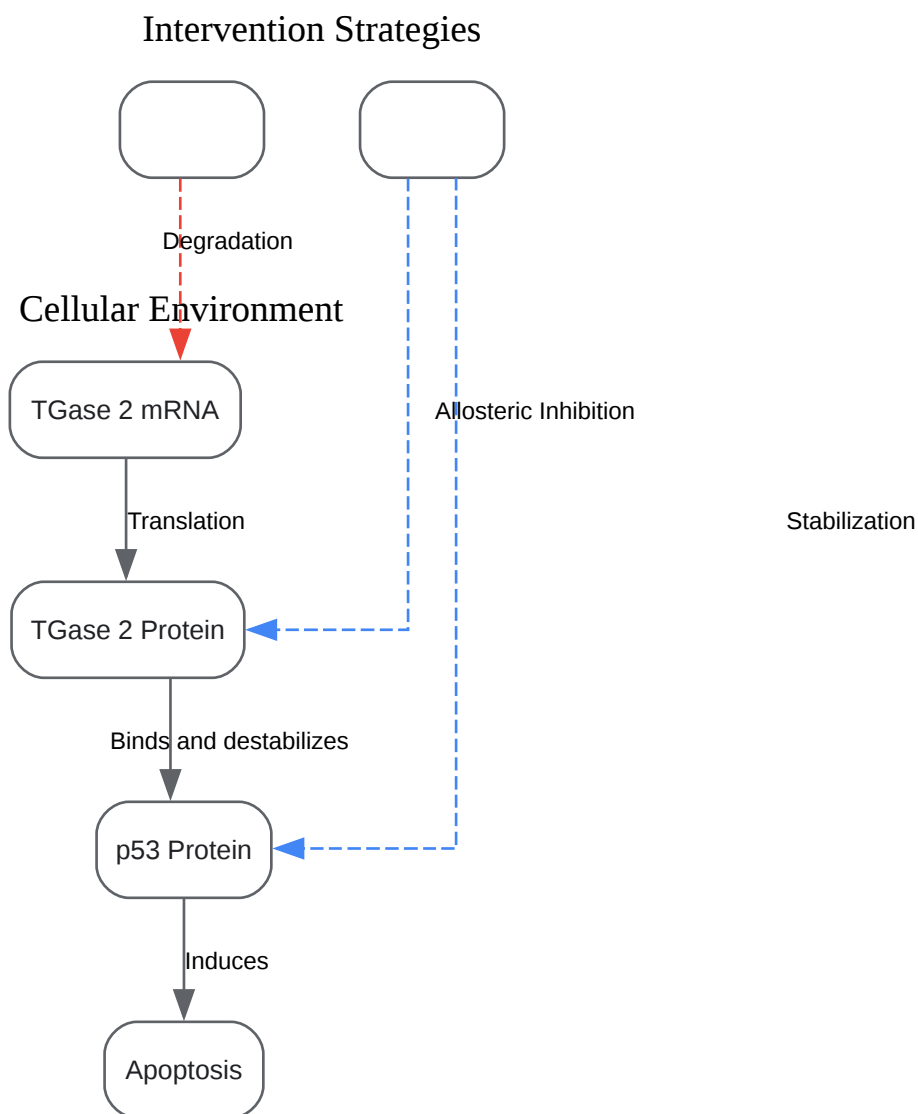 Intervention Strategies
Degradation
Cellular Environment
TGase 2 mRNA
Allosteric Inhibition
Translation
Stabilization
TGase 2 Protein
Binds and destabilizes
p53 Protein
Induces
Apoptosis